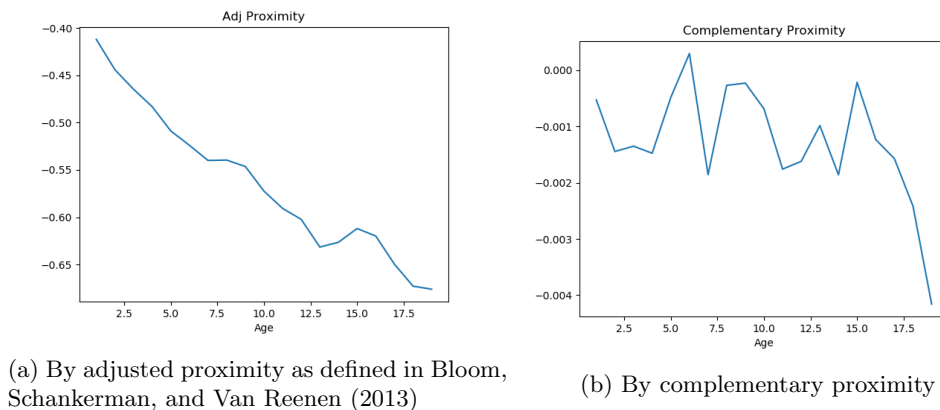 Adj Proximity
−0.40
−0.45
−0.50
−0.55
−0.60
−0.65
2.5 5.0 7.5 10.0 12.5 15.0 17.5
Age
(a) By adjusted proximity as defined in Bloom,
Schankerman, and Van Reenen (2013)
Complementary Proximity
0.000
−0.001
−0.002
−0.003
−0.004
2.5 5.0 7.5 10.0 12.5 15.0 17.5
Age
(b) By complementary proximity